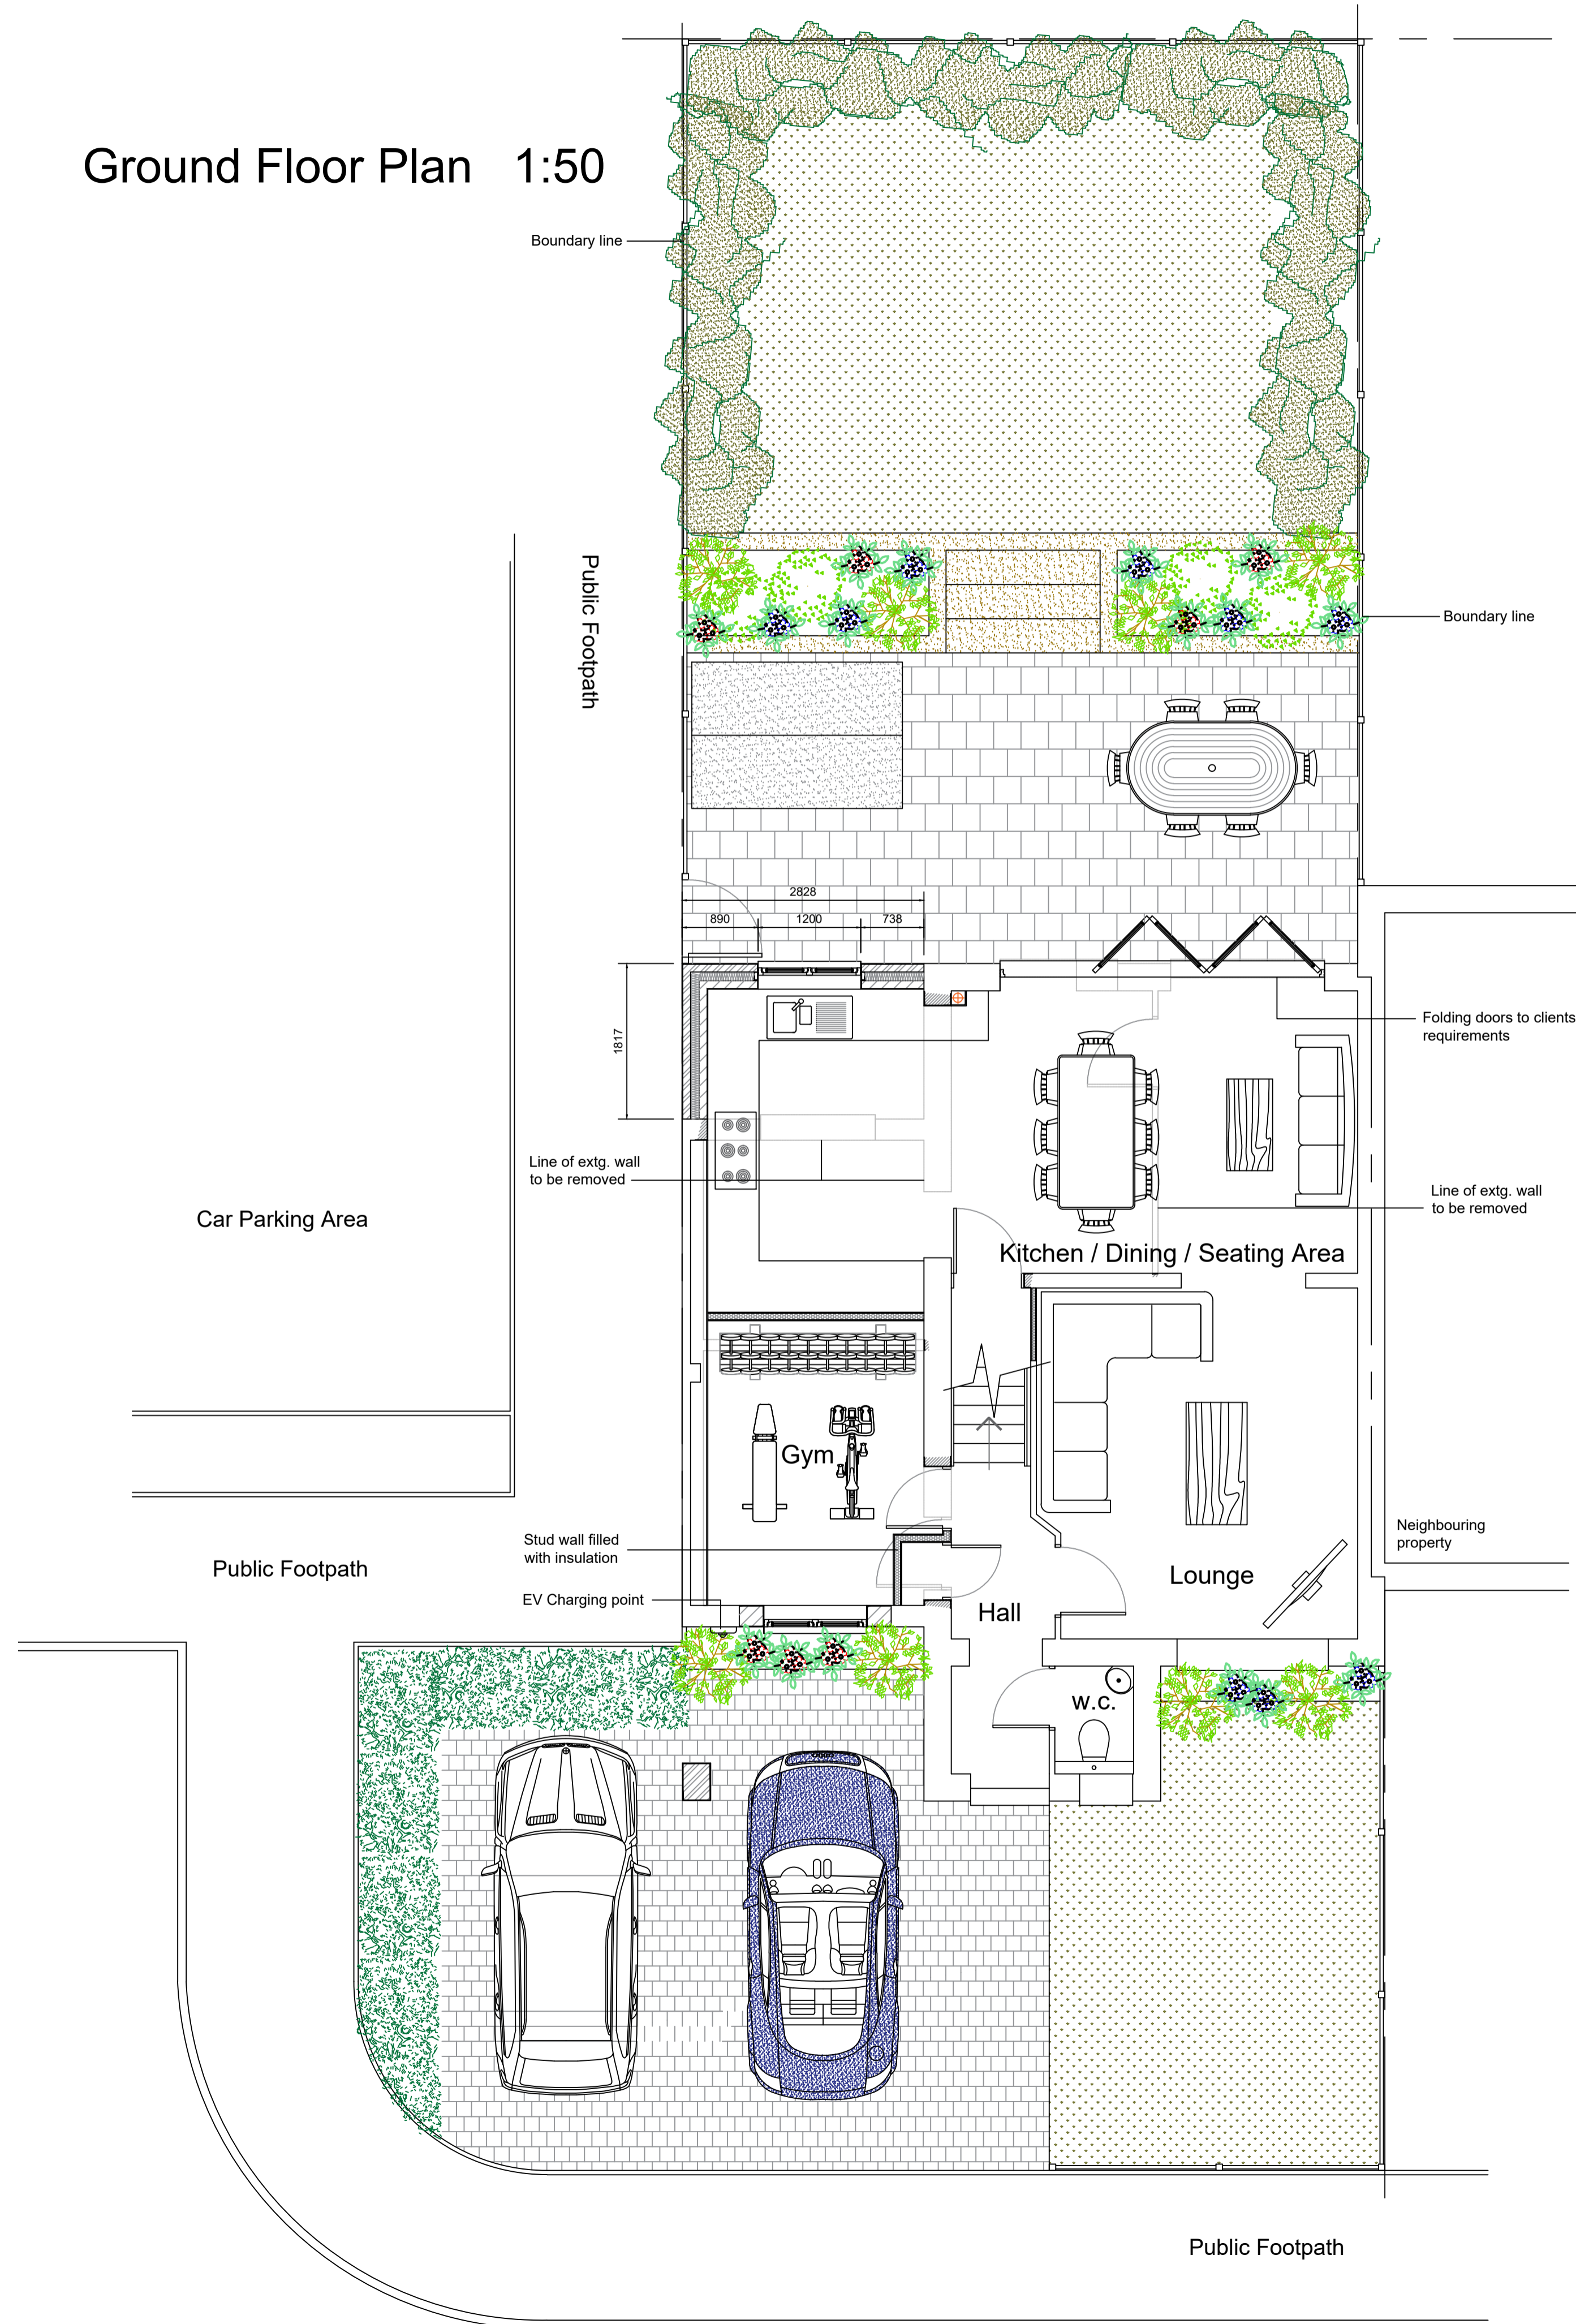 Ground Floor Plan   1:50
Boundary line
Public Footpath
Boundary line
2828
890
1200
738
1817
Folding doors to clients
requirements
Line of extg. wall
to be removed
Line of extg. wall
to be removed
Car Parking Area
Kitchen / Dining / Seating Area
Gym
Stud wall filled
with insulation
Neighbouring
property
Public Footpath
Lounge
EV Charging point
Hall
w.c.
Public Footpath